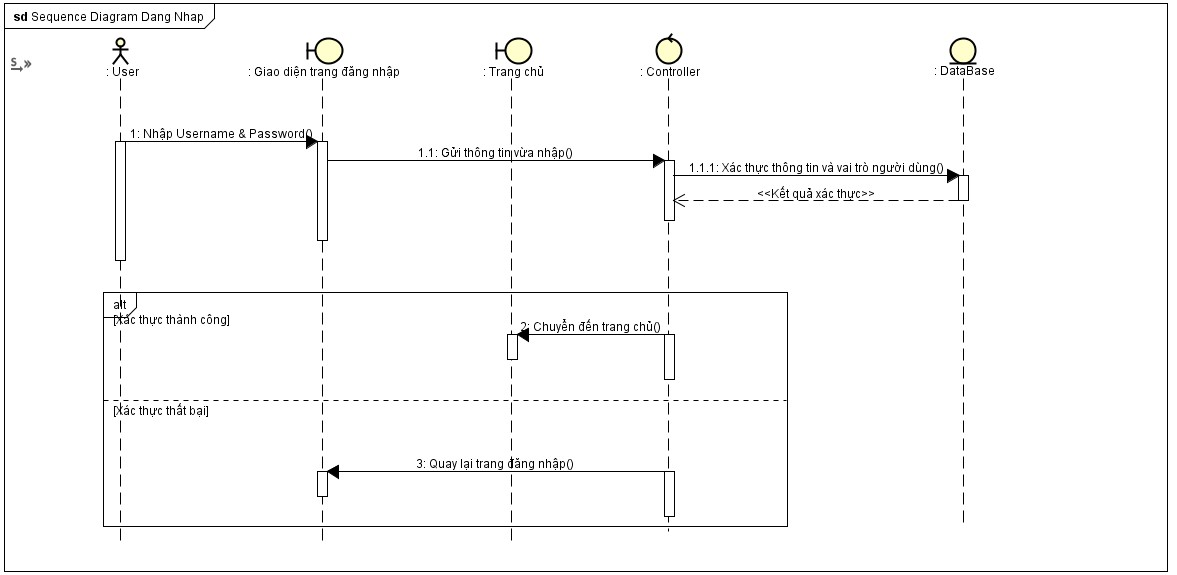 sd Sequence Diagram Dang Nhap
S
: User
: Giao diện trang đăng nhập
: Trang chủ
: Controller
: DataBase
1: Nhập Username & Password()
1.1: Gửi thông tin vừa nhập()
1.1.1: Xác thực thông tin và vai trò người dùng()
<<Kết quả xác thực>>
alt
[Xác thực thành công]
2: Chuyển đến trang chủ()
[Xác thực thất bại]
3: Quay lại trang đăng nhập()